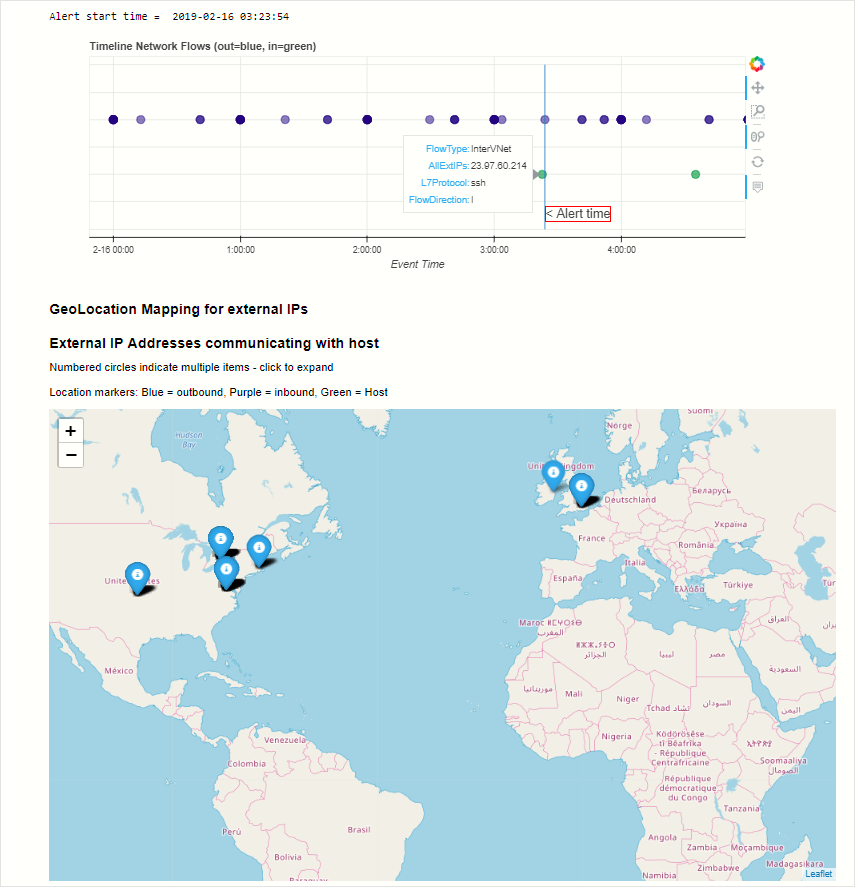 Alert start time =  2019-02-16 03:23:54
Timeline Network Flows (out=blue, in=green)
FlowType: InterVNet
AllExtIPs: 23.97.60.214
L7Protocol: ssh
FlowDirection: I
< Alert time
2-16 00:00 1:00:00 2:00:00 3:00:00 4:00:00
Event Time
GeoLocation Mapping for external IPs
External IP Addresses communicating with host
Numbered circles indicate multiple items - click to expand
Location markers: Blue = outbound, Purple = inbound, Green = Host
+
−
Suomi
Norge
Hudson
Bay
Deutschland
Беларусь
Україна
France
România
Italia
España
Ελλάδα
Türkiye
Maroc ⵍⵎⵖⵔⵉⴱ
المغرب
العراق
الجزائر
ليبيا
مصر
السعودية
México
موريتانيا
Mali
Niger
Tchad تشاد
السودان
اليمن
Nigeria
Ködörösêse
tî Bêafrîka
- République
Centrafricaine
ኢትዮጵያ
Soomaaliya
الصومال
Venezuela
Colombia
République
démocratique
du Congo
Tanzania
Perú
Brasil
Angola
Zambia
Moçambique
Bolivia
Zimbabwe
Madagasikara
Namibia
Paraguay
Leaflet